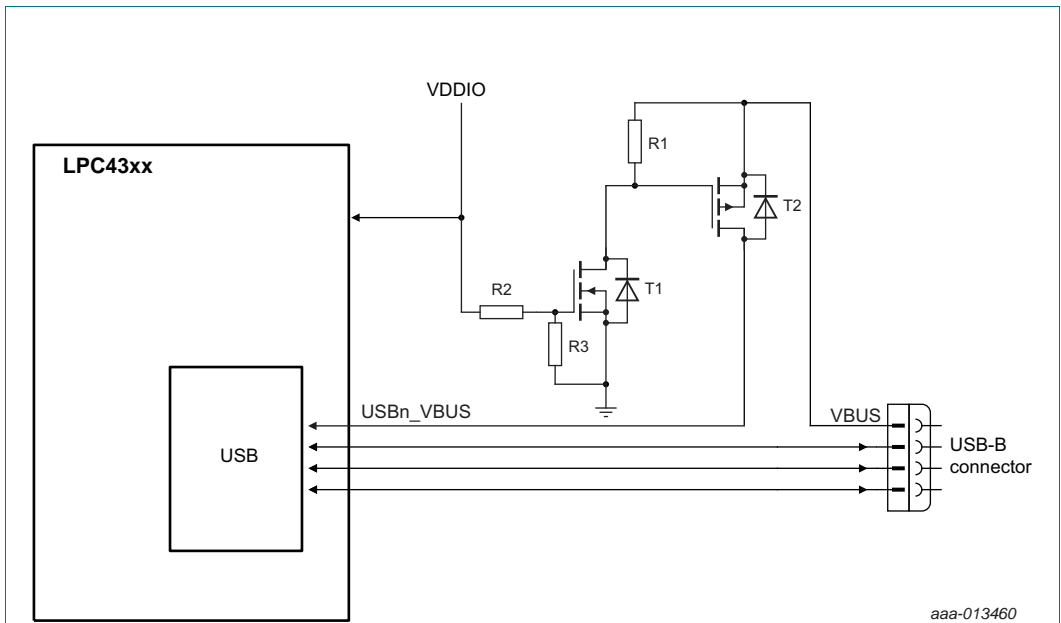 VDDIO
LPC43xx
R1
T2
R2
T1
R3
USBn_VBUS
VBUS
USB
USB-B
connector
aaa-013460